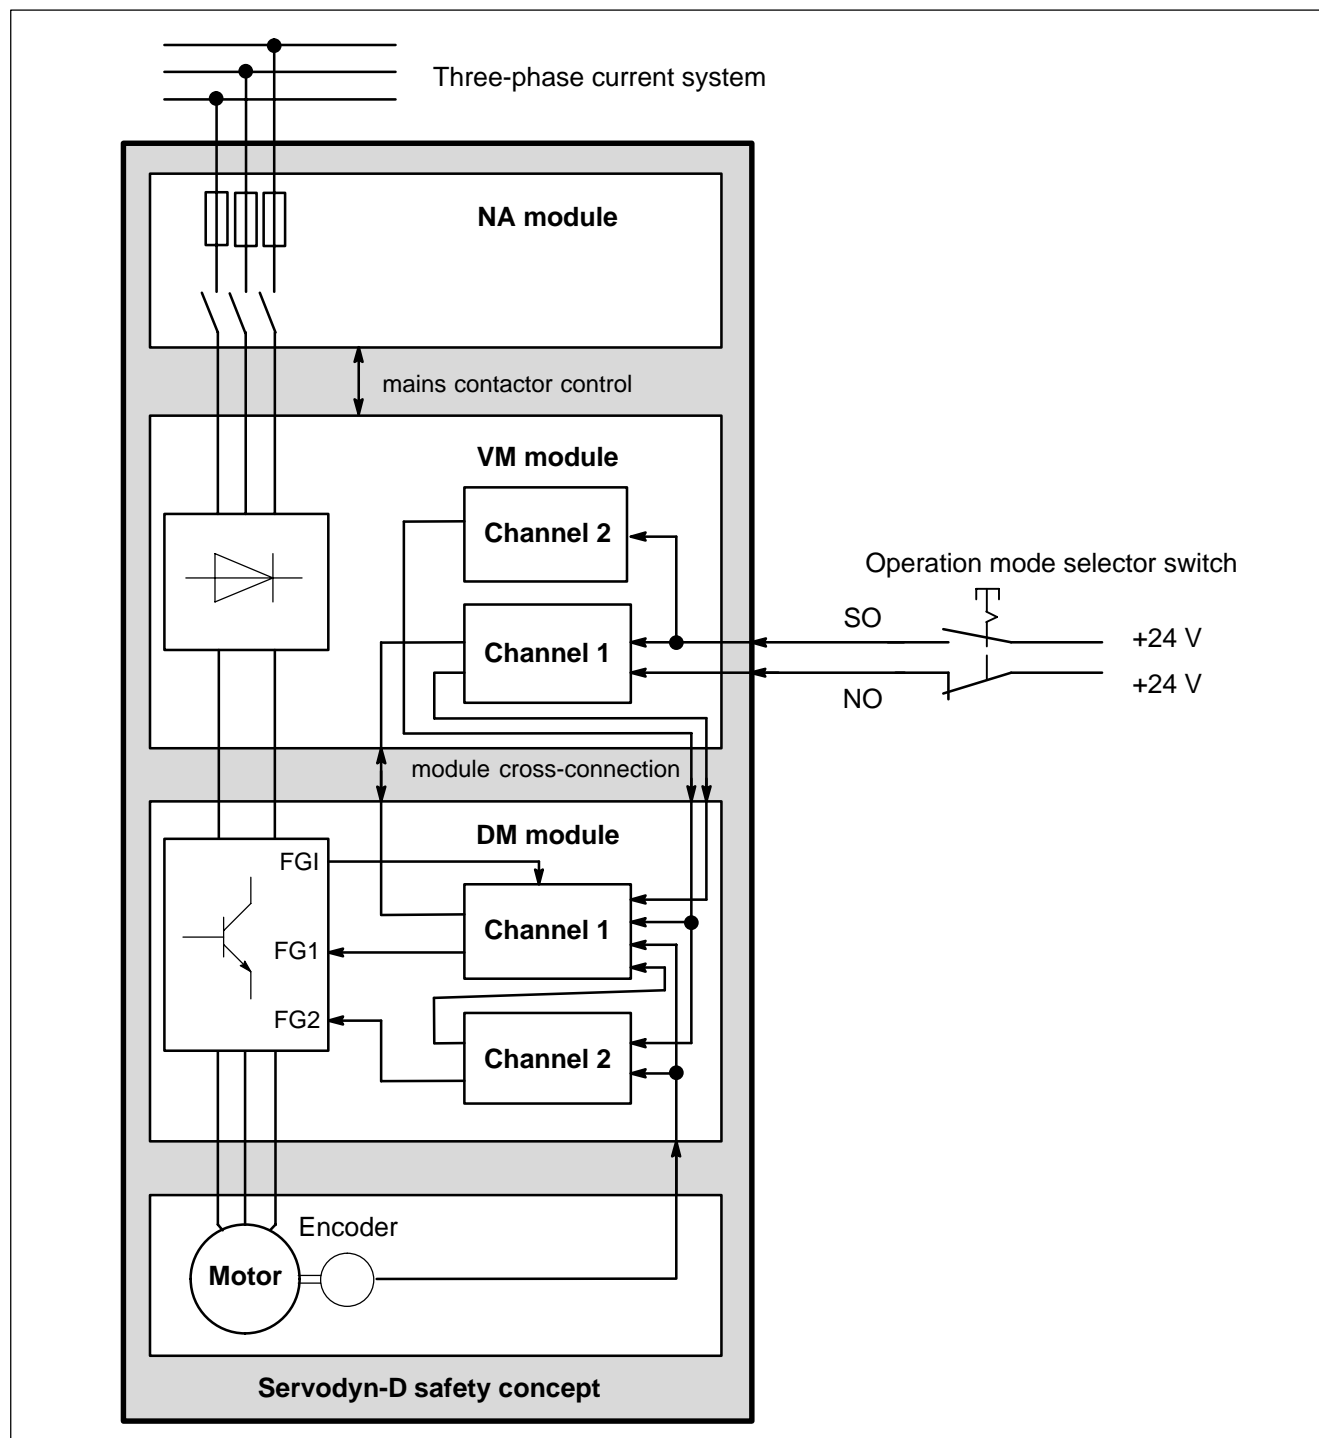 Three-phase current system
NA module
mains contactor control
VM module
Channel 2
Operation mode selector switch
SO
+24 V
Channel 1
+24 V
NO
module cross-connection
DM module
FGI
Channel 1
FG1
FG2
Channel 2
Encoder
Motor
Servodyn-D safety concept